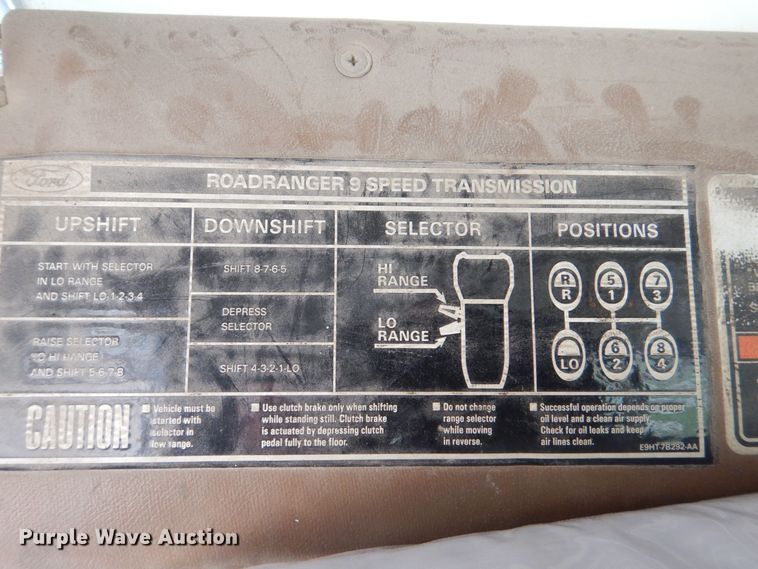 Ford
ROADRANGER 9 SPEED TRANSMISSION
UPSHIFT
START WITH SELECTOR
IN LO RANGE
AND SHIFT LO-1-2-3-4
RAISE SELECTOR
TO HI RANGE
AND SHIFT 5-6-7-8
DOWNSHIFT
SHIFT 8-7-6-5
DEPRESS
SELECTOR
SHIFT 4-3-2-1-LO
SELECTOR
HI
RANGE
LO
RANGE
POSITIONS
R 5 7
R 1 3
6 8
LO 2 4
CAUTION
Vehicle must be
started with
selector in
low range.
Use clutch brake only when shifting
while standing still. Clutch brake
is actuated by depressing clutch
pedal fully to the floor.
Do not change
range selector
while moving
in reverse.
Successful operation depends on proper
oil level and a clean air supply.
Check for oil leaks and keep
air lines clean.
E9HT-7B292-AA
Purple Wave Auction